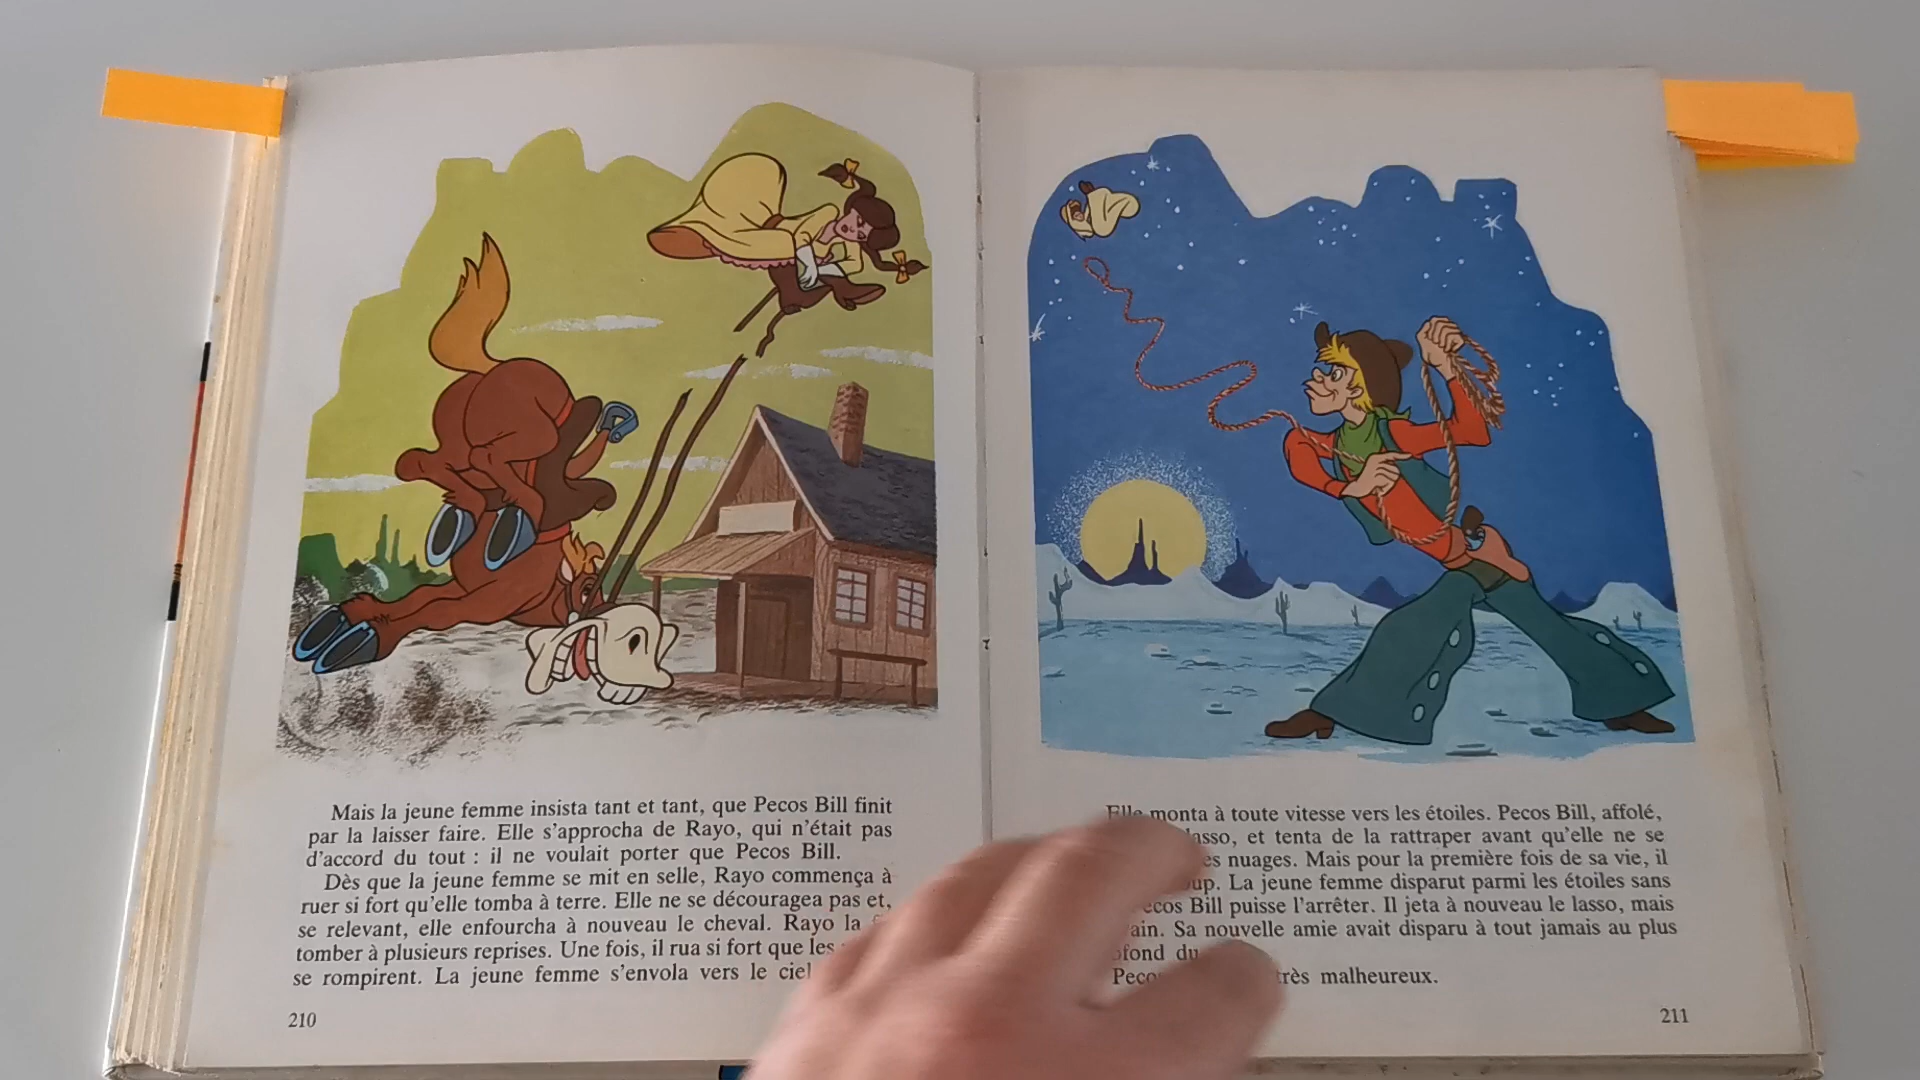 Mais la jeune femme insista tant et tant, que Pecos Bill finit
par la laisser faire. Elle s'approcha de Rayo, qui n'était pas
d'accord du tout : il ne voulait porter que Pecos Bill.
Dès que la jeune femme se mit en selle, Rayo commença à
ruer si fort qu'elle tomba à terre. Elle ne se découragea pas et,
se relevant, elle enfourcha à nouveau le cheval. Rayo la
tomber à plusieurs reprises. Une fois, il rua si fort que les
se rompirent. La jeune femme s'envola vers le ciel
210
Elle monta à toute vitesse vers les étoiles. Pecos Bill, affolé,
lasso, et tenta de la rattraper avant qu'elle ne se
nuages. Mais pour la première fois de sa vie, il
La jeune femme disparut parmi les étoiles sans
Pecos Bill puisse l'arrêter. Il jeta à nouveau le lasso, mais
Sa nouvelle amie avait disparu à tout jamais au plus
du
très malheureux.
211